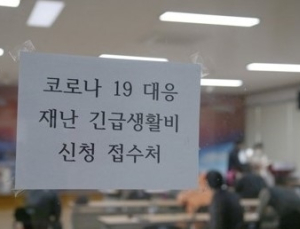 코로나 19 대응
재난 긴급생활비
신청 접수처